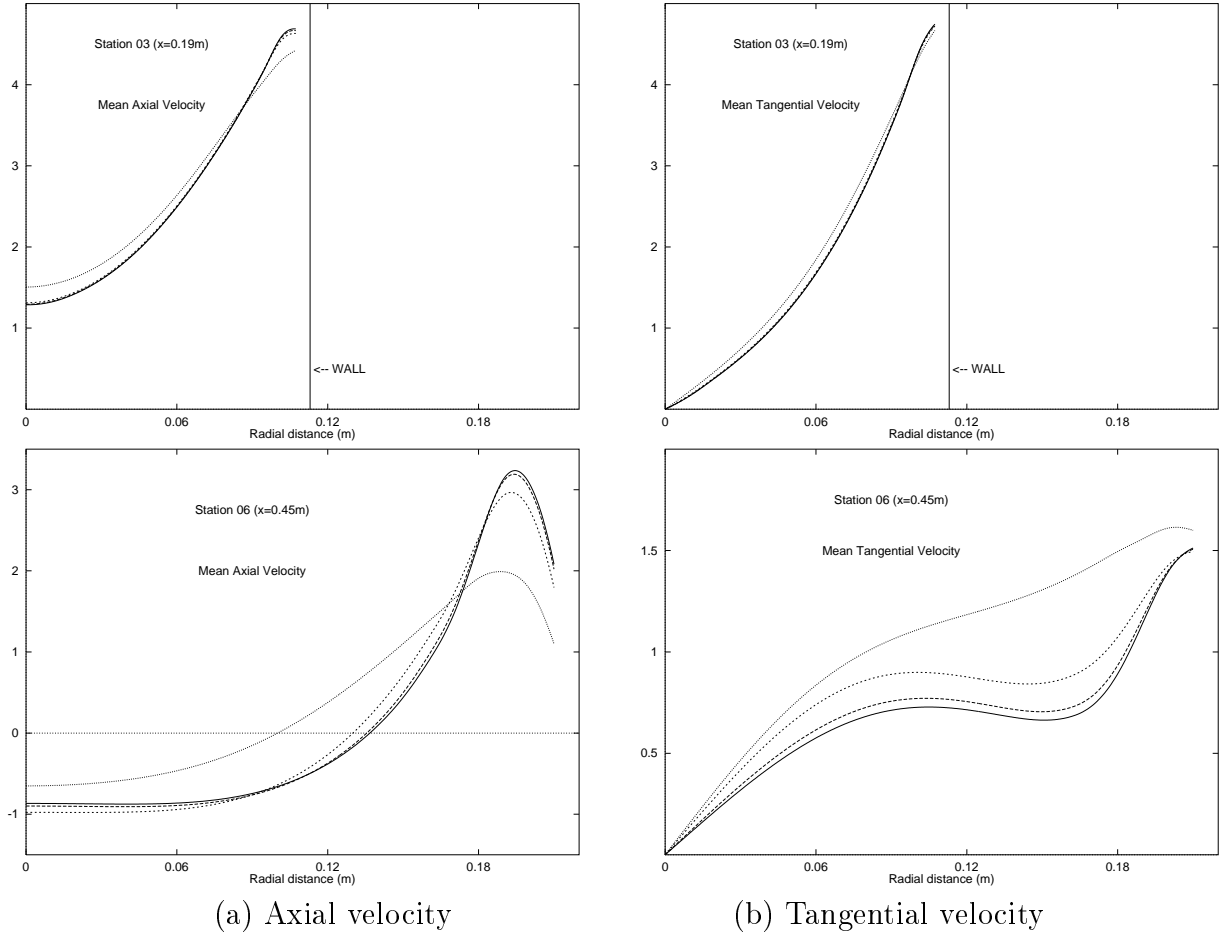 Station 03 (x=0.19m)
Mean Axial Velocity
4
3
2
1
<-- WALL
0
0.06
0.12
0.18
Radial distance (m)
Station 03 (x=0.19m)
Mean Tangential Velocity
4
3
2
1
<-- WALL
0
0.06
0.12
0.18
Radial distance (m)
Station 06 (x=0.45m)
Mean Axial Velocity
3
2
1
0
-1
0
0.06
0.12
0.18
Radial distance (m)
Station 06 (x=0.45m)
Mean Tangential Velocity
1.5
1
0.5
0
0.06
0.12
0.18
Radial distance (m)
(a) Axial velocity
(b) Tangential velocity